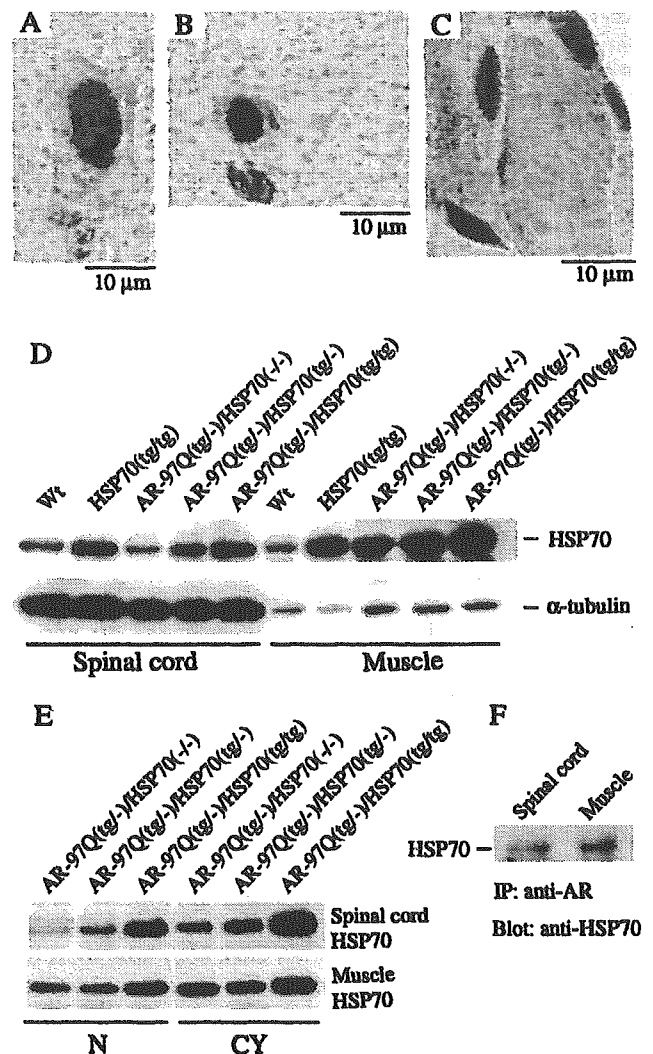 A
B
C
10 μm
10 μm
10 μm
D
Wt
HSP70(tg/tg)
AR-97Q(tg/-)/HSP70(-/-)
AR-97Q(tg/-)/HSP70(tg/-)
AR-97Q(tg/-)/HSP70(tg/tg)
Wt
HSP70(tg/tg)
AR-97Q(tg/-)/HSP70(-/-)
AR-97Q(tg/-)/HSP70(tg/-)
AR-97Q(tg/-)/HSP70(tg/tg)
– HSP70
– α-tubulin
Spinal cord
Muscle
E
AR-97Q(tg/-)/HSP70(-/-)
AR-97Q(tg/-)/HSP70(tg/-)
AR-97Q(tg/-)/HSP70(tg/tg)
AR-97Q(tg/-)/HSP70(-/-)
AR-97Q(tg/-)/HSP70(tg/-)
AR-97Q(tg/-)/HSP70(tg/tg)
Spinal cord
HSP70
Muscle
HSP70
N
CY
F
Spinal cord
Muscle
HSP70 –
IP: anti-AR
Blot: anti-HSP70